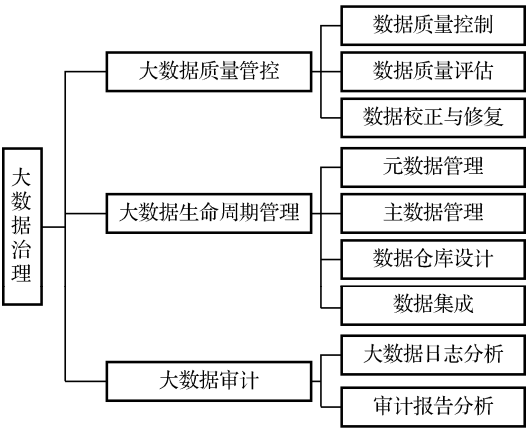 大数据治理
大数据质量管控
数据质量控制
数据质量评估
数据校正与修复
大数据生命周期管理
元数据管理
主数据管理
数据仓库设计
数据集成
大数据审计
大数据日志分析
审计报告分析